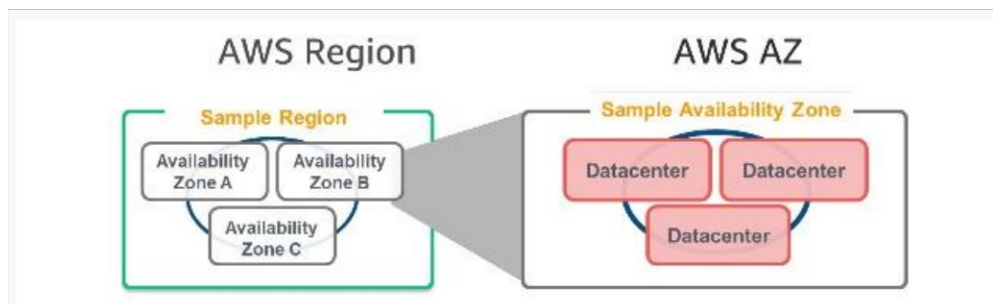 AWS Region
AWS AZ
Sample Region
Availability
Zone A
Availability
Zone B
Availability
Zone C
Sample Availability Zone
Datacenter
Datacenter
Datacenter